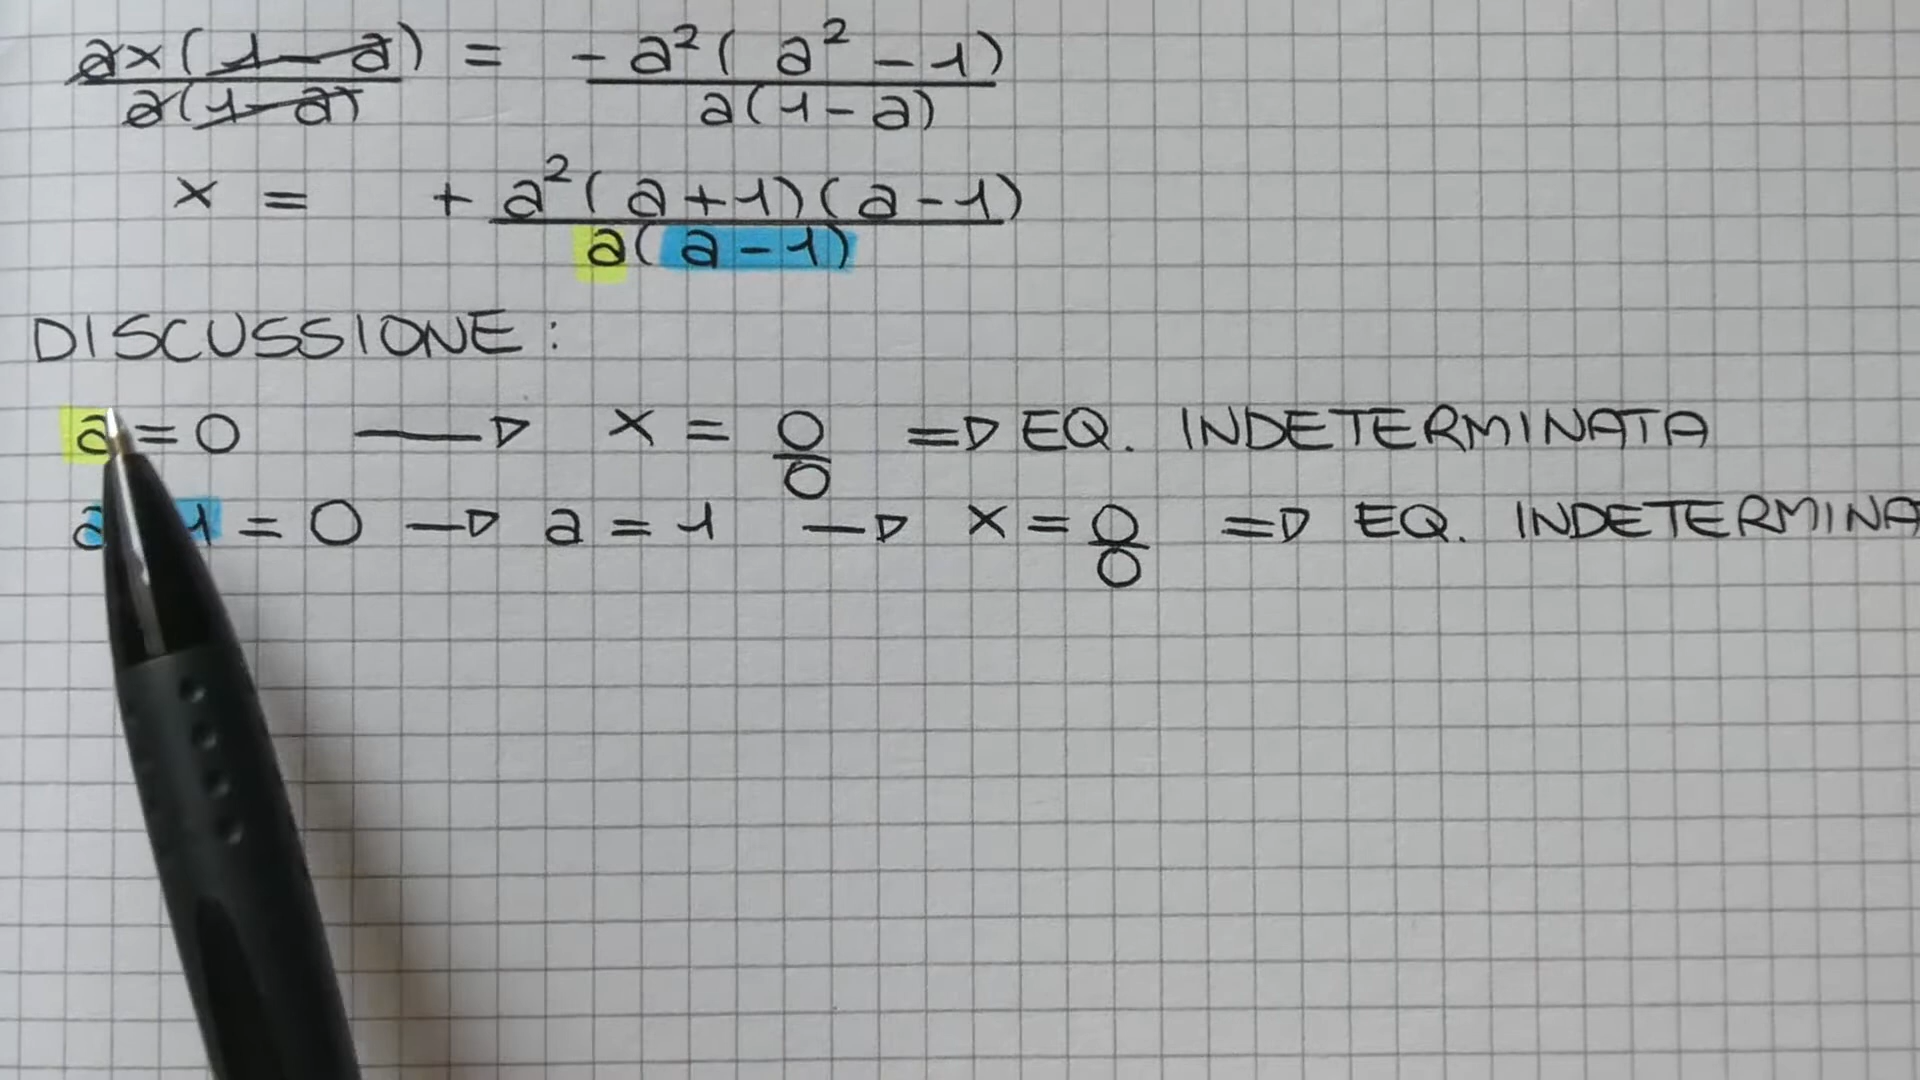 ax(1-a)/a(1-a) = -a²(a²-1)/a(1-a)
x = +a²(a+1)(a-1)/a(a-1)
DISCUSSIONE:
a=0 → x = 0/0 ⇒ EQ. INDETERMINATA
a 1 = 0 → a = 1 → x = 0/0 ⇒ EQ. INDETERMINA